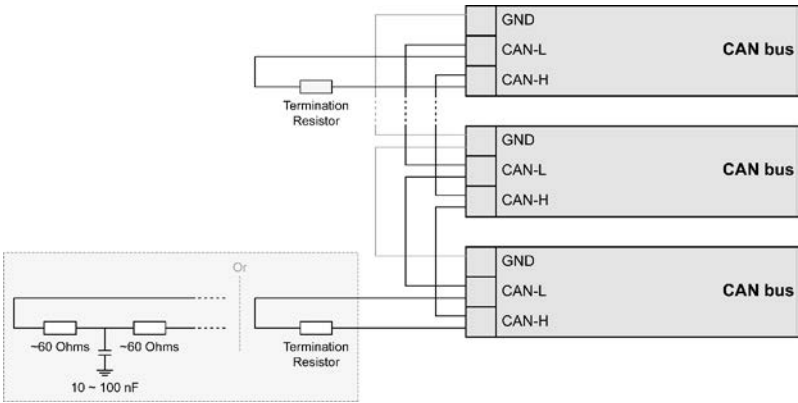 GND
CAN-L
CAN bus
CAN-H
Termination
Resistor
GND
CAN-L
CAN bus
CAN-H
GND
CAN-L
CAN bus
CAN-H
Or
~60 Ohms
~60 Ohms
10 ~ 100 nF
Termination
Resistor